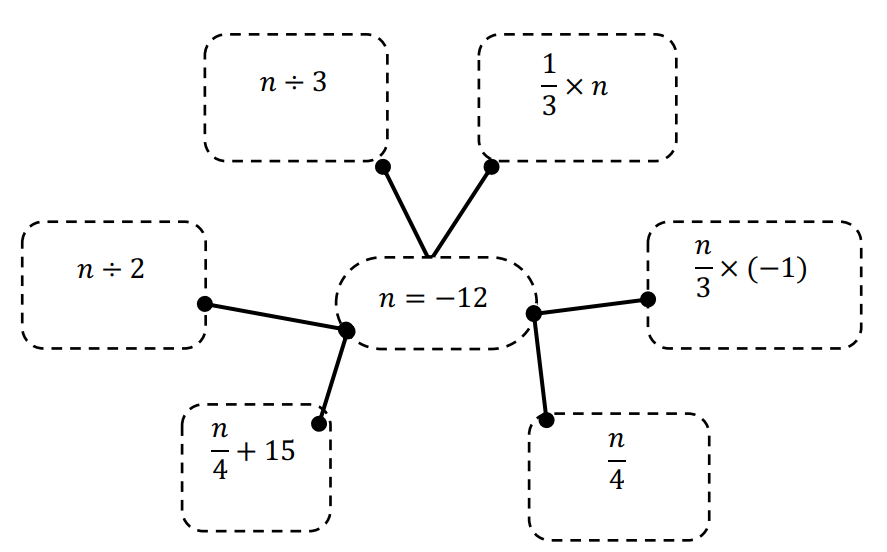 n ÷ 3
1/3 × n
n ÷ 2
n/3 × (−1)
n = −12
n/4 + 15
n/4